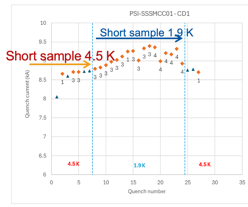 PSI-SSSMCC01 - CD1
Short sample 1.9 K
Short sample 4.5 K
Quench current (kA)
10
9.5
9
8.5
8
7.5
7
6.5
6
4.5 K
1.9K
4.5 K
0
5
10
15
20
25
30
35
Quench number